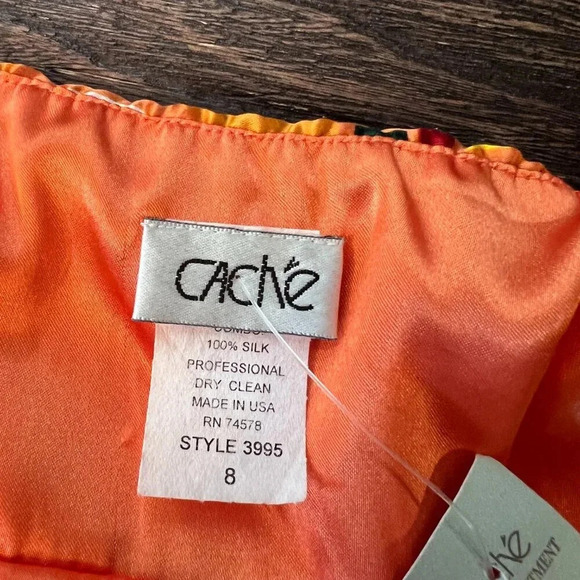 CAChé
COMBO:
100% SILK
PROFESSIONAL
DRY CLEAN
MADE IN USA
RN 74578
STYLE 3995
8